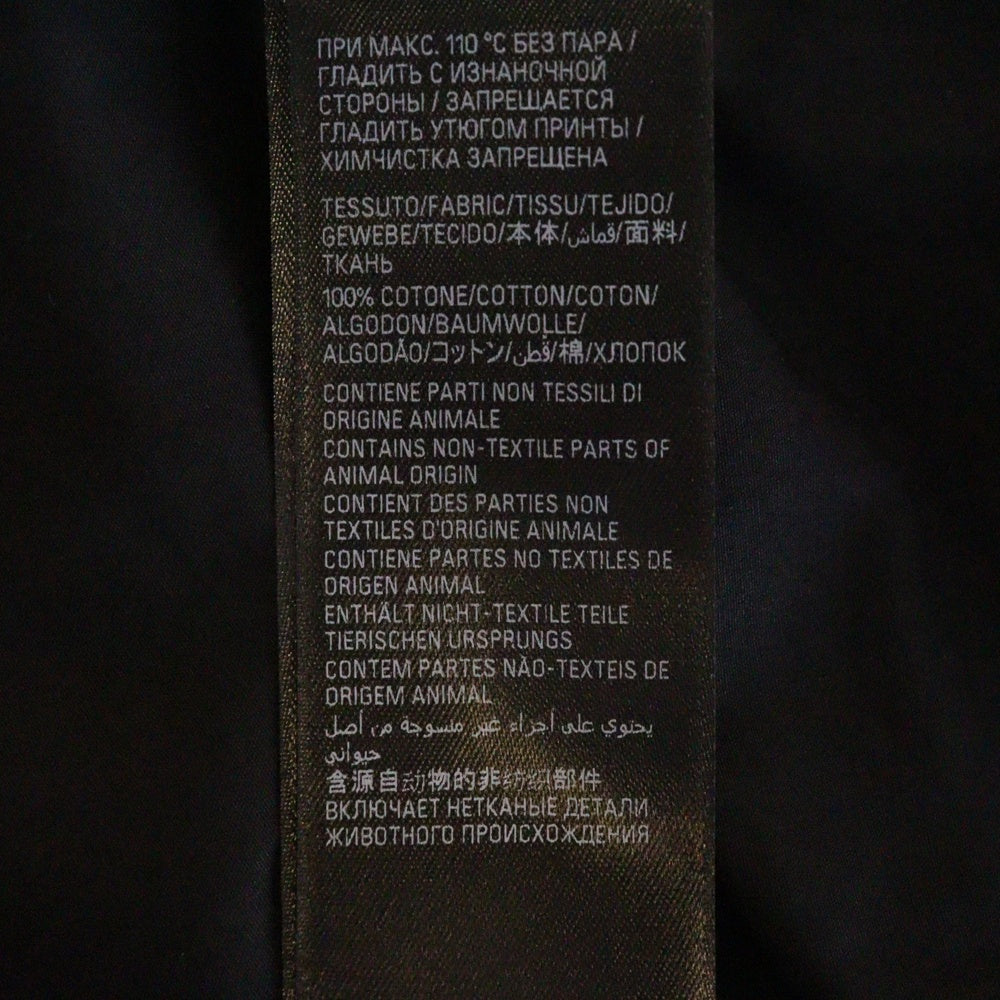 ПРИ МАКС. 110 °C БЕЗ ПАРА /
ГЛАДИТЬ С ИЗНАНОЧНОЙ
СТОРОНЫ / ЗАПРЕЩАЕТСЯ
ГЛАДИТЬ УТЮГОМ ПРИНТЫ /
ХИМЧИСТКА ЗАПРЕЩЕНА
TESSUTO/FABRIC/TISSU/TEJIDO/
GEWEBE/TECIDO/本体/قماش/面料/
ТКАНЬ
100% COTONE/COTTON/COTON/
ALGODON/BAUMWOLLE/
ALGODÃO/コットン/قطن/棉/ХЛОПОК
CONTIENE PARTI NON TESSILI DI
ORIGINE ANIMALE
CONTAINS NON-TEXTILE PARTS OF
ANIMAL ORIGIN
CONTIENT DES PARTIES NON
TEXTILES D'ORIGINE ANIMALE
CONTIENE PARTES NO TEXTILES DE
ORIGEN ANIMAL
ENTHÄLT NICHT-TEXTILE TEILE
TIERISCHEN URSPRUNGS
CONTEM PARTES NÃO-TEXTEIS DE
ORIGEM ANIMAL
يحتوي على أجزاء غير منسوجة من أصل
حيواني
含源自动物的非纺织部件
ВКЛЮЧАЕТ НЕТКАНЫЕ ДЕТАЛИ
ЖИВОТНОГО ПРОИСХОЖДЕНИЯ